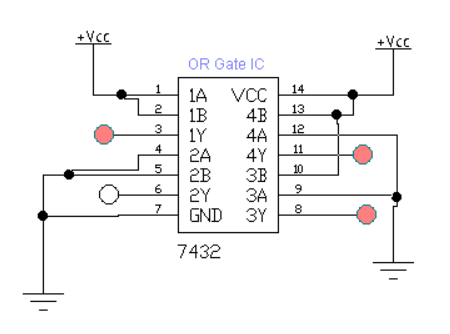 +Vcc
+Vcc
OR Gate IC
1 1A VCC 14
2 1B 4B 13
3 1Y 4A 12
4 2A 4Y 11
5 2B 3B 10
6 2Y 3A 9
7 GND 3Y 8
7432